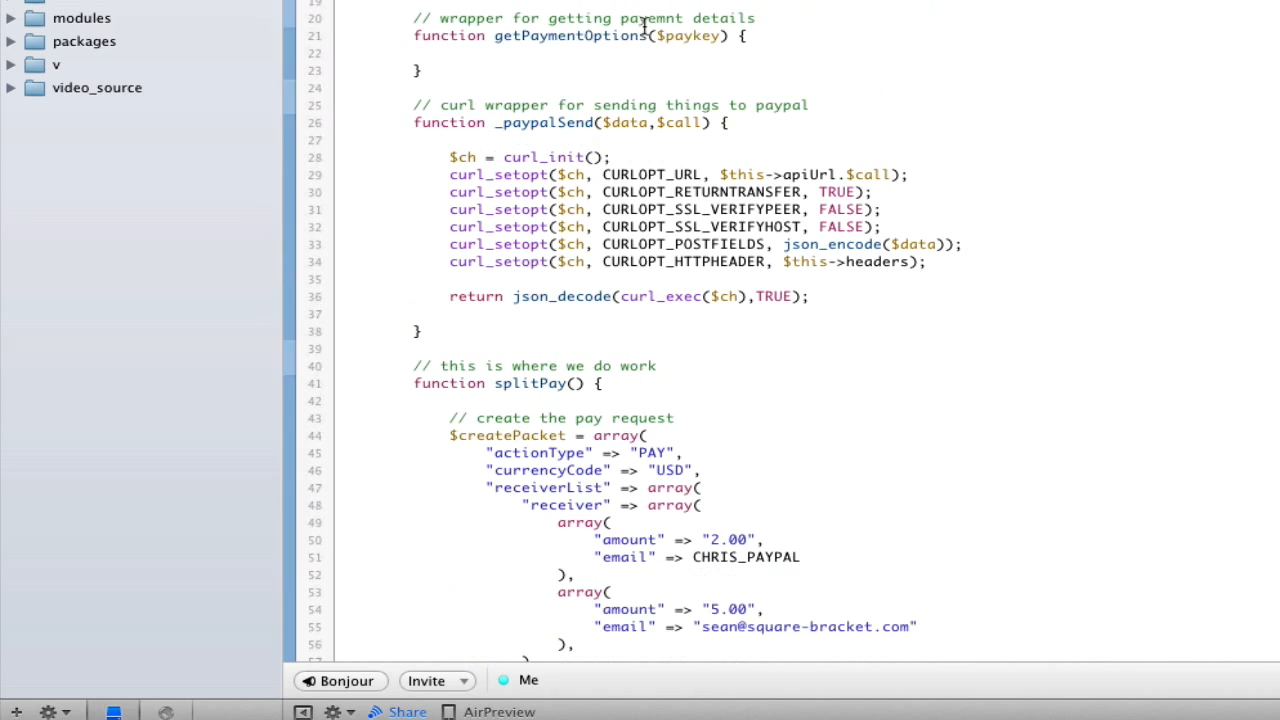 modules
packages
v
video_source
19
20 // wrapper for getting payemnt details
21 function getPaymentOptions($paykey) {
22
23 }
24
25 // curl wrapper for sending things to paypal
26 function _paypalSend($data,$call) {
27
28 $ch = curl_init();
29 curl_setopt($ch, CURLOPT_URL, $this->apiUrl.$call);
30 curl_setopt($ch, CURLOPT_RETURNTRANSFER, TRUE);
31 curl_setopt($ch, CURLOPT_SSL_VERIFYPEER, FALSE);
32 curl_setopt($ch, CURLOPT_SSL_VERIFYHOST, FALSE);
33 curl_setopt($ch, CURLOPT_POSTFIELDS, json_encode($data));
34 curl_setopt($ch, CURLOPT_HTTPHEADER, $this->headers);
35
36 return json_decode(curl_exec($ch),TRUE);
37
38 }
39
40 // this is where we do work
41 function splitPay() {
42
43 // create the pay request
44 $createPacket = array(
45 "actionType" => "PAY",
46 "currencyCode" => "USD",
47 "receiverList" => array(
48 "receiver" => array(
49 array(
50 "amount" => "2.00",
51 "email" => CHRIS_PAYPAL
52 ),
53 array(
54 "amount" => "5.00",
55 "email" => "sean@square-bracket.com"
56 ),
57 )
Bonjour Invite Me
Share AirPreview